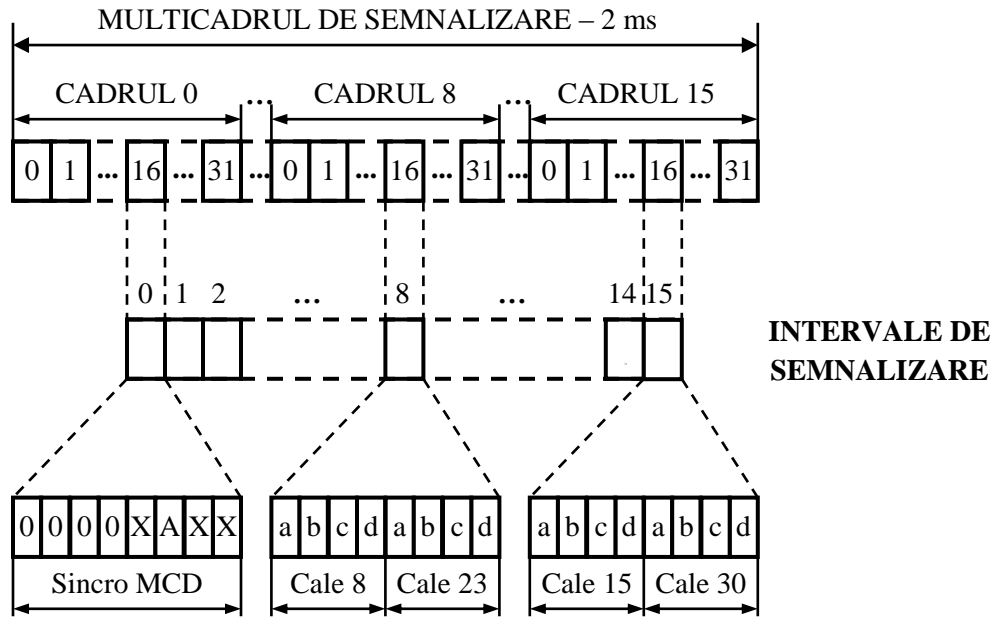 MULTICADRUL DE SEMNALIZARE – 2 ms
CADRUL 0 ... CADRUL 8 ... CADRUL 15
0 1 ... 16 ... 31 ... 0 1 ... 16 ... 31 ... 0 1 ... 16 ... 31
0 1 2 ... 8 ... 14 15
INTERVALE DE
SEMNALIZARE
0 0 0 0 X A X X a b c d a b c d a b c d a b c d
Sincro MCD Cale 8 Cale 23 Cale 15 Cale 30